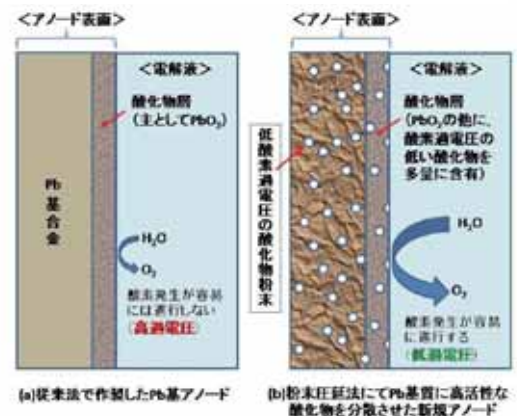 ＜アノード表面＞
＜電解液＞
酸化物層
（主としてPbO₂）
Pb基合金
H₂O
O₂
酸素発生が容易
には進行しない
（高過電圧）
(a)従来法で作製したPb基アノード
＜アノード表面＞
＜電解液＞
酸化物層
（PbO₂の他に、
酸素過電圧の
低い酸化物を
多量に含有）
低酸素過電圧の酸化物粉末
H₂O
O₂
酸素発生が容易
に進行する
（低過電圧）
(b)粉末圧延法にてPb基質に高活性な
酸化物を分散させた新規アノード